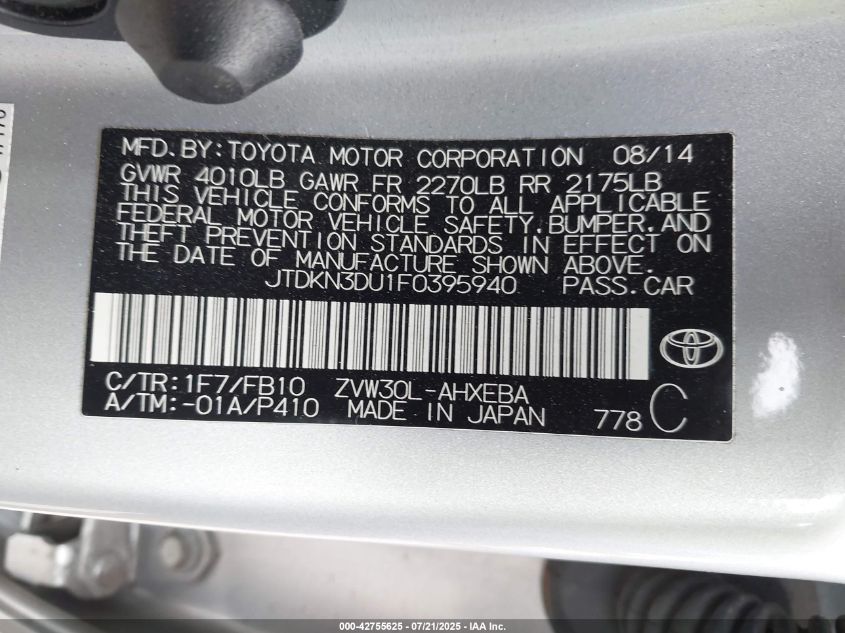 MFD.BY:TOYOTA MOTOR CORPORATION 08/14
GVWR 4010LB GAWR FR 2270LB RR 2175LB
THIS VEHICLE CONFORMS TO ALL APPLICABLE
FEDERAL MOTOR VEHICLE SAFETY.BUMPER.AND
THEFT PREVENTION STANDARDS IN EFFECT ON
THE DATE OF MANUFACTURE SHOWN ABOVE.
JTDKN3DU1F0395940 PASS.CAR
C/TR:1F7/FB10 ZVW30L-AHXEBA
A/TM:-01A/P410 MADE IN JAPAN 778 C
000-42755625 - 07/21/2025 - IAA Inc.